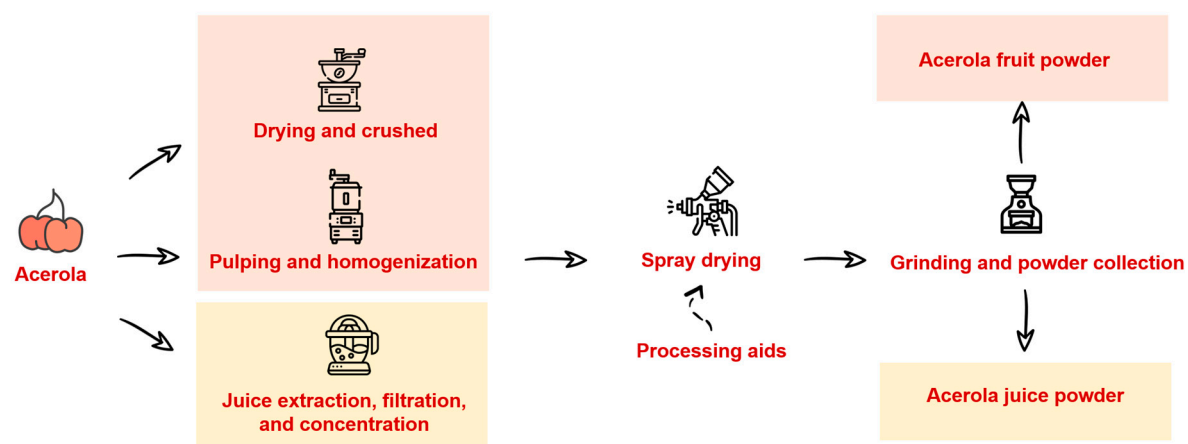 Acerola fruit powder
Drying and crushed
Acerola
Pulping and homogenization
Spray drying
Grinding and powder collection
Processing aids
Juice extraction, filtration,
and concentration
Acerola juice powder